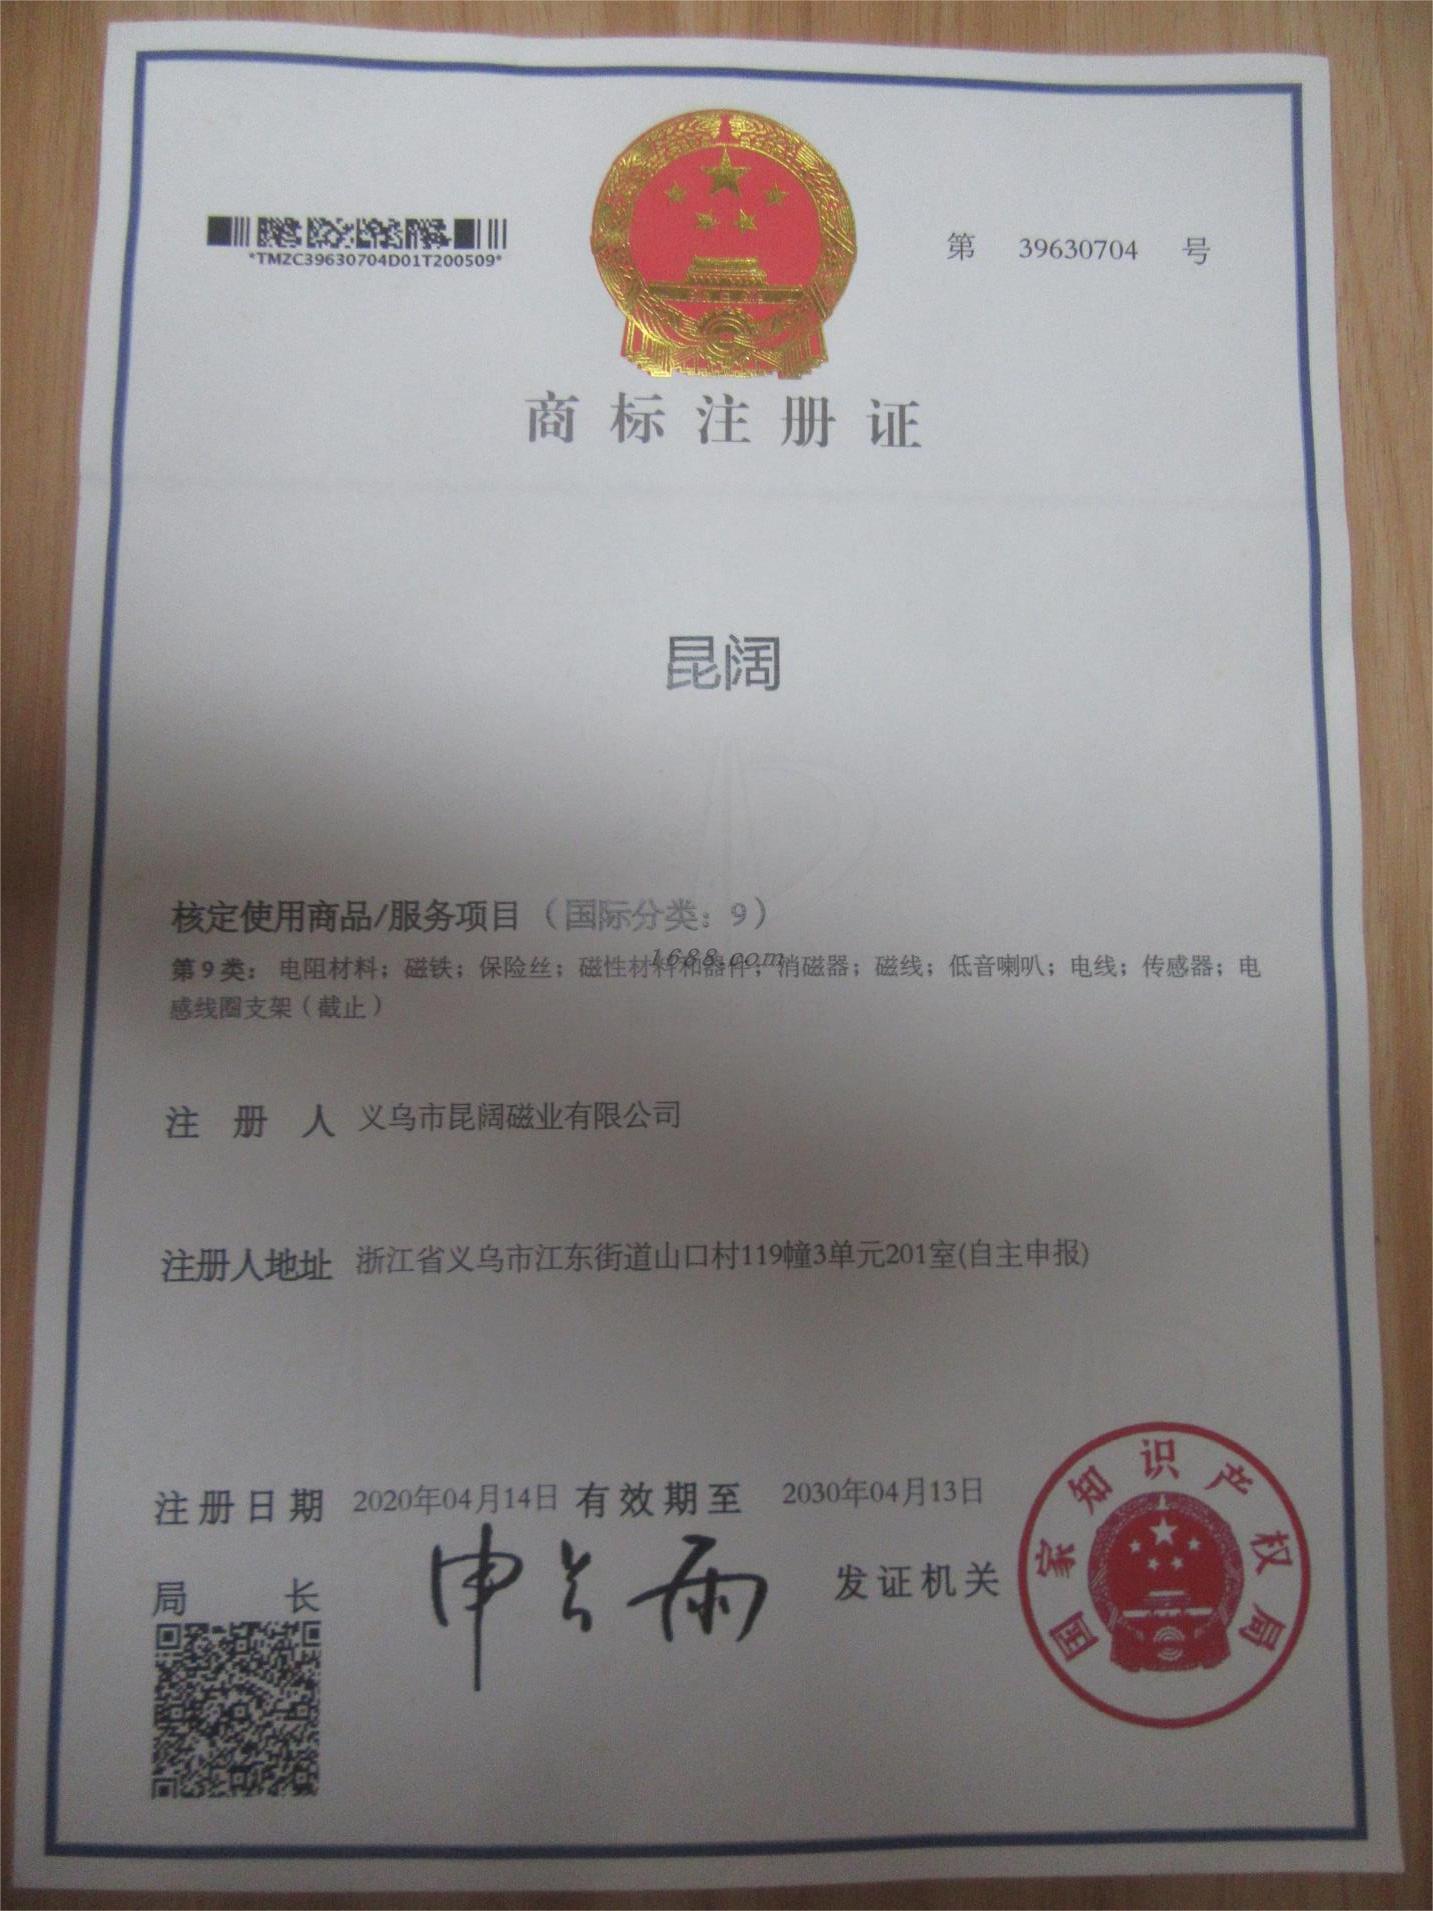 *TMZC39630704D01T200509*
第 39630704 号
商标注册证
昆阔
核定使用商品/服务项目（国际分类：9）
1688.com
第9类：电阻材料；磁铁；保险丝；磁性材料和器件；消磁器；磁线；低音喇叭；电线；传感器；电
感线圈支架（截止）
注册人 义乌市昆阔磁业有限公司
注册人地址 浙江省义乌市江东街道山口村119幢3单元201室(自主申报)
注册日期 2020年04月14日 有效期至 2030年04月13日
局长 申长雨 发证机关
国家知识产权局